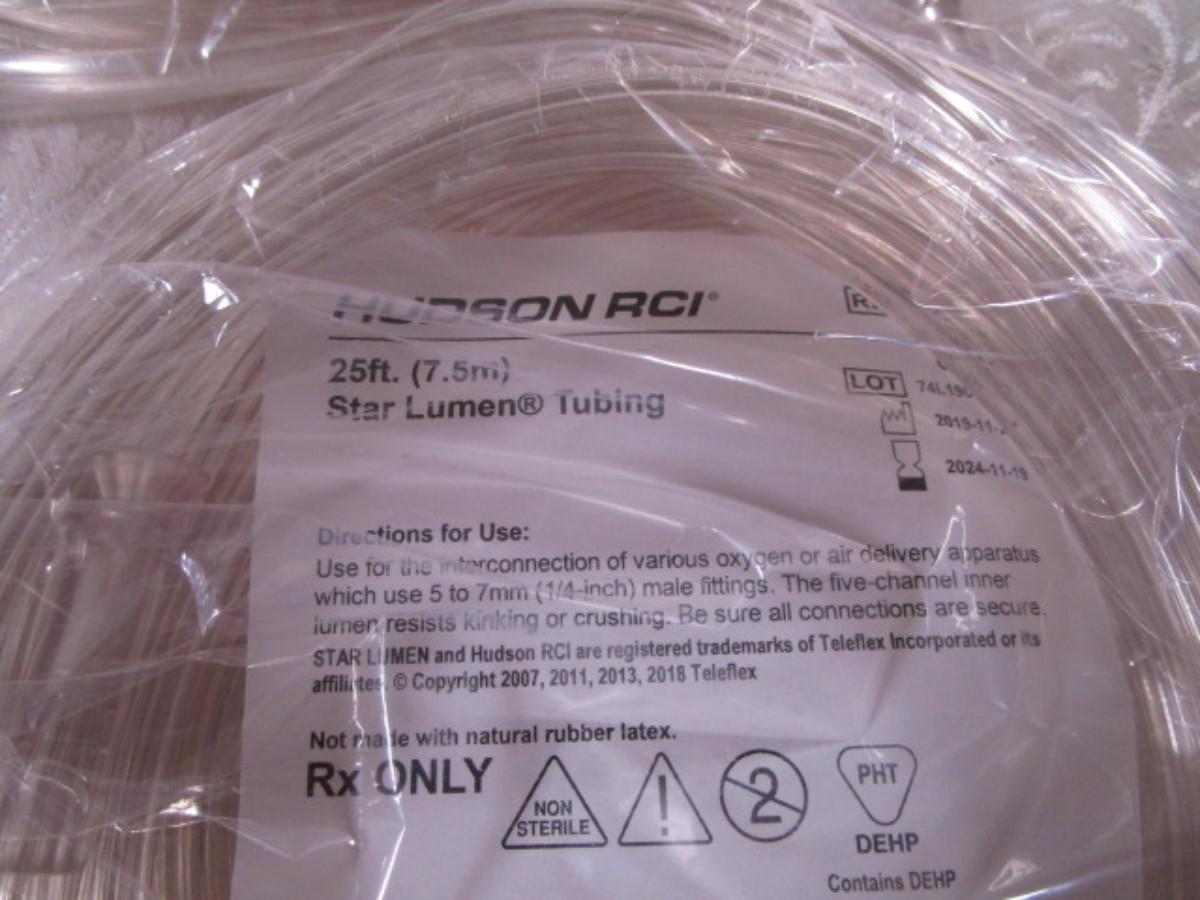 HUDSON RCI®
25ft. (7.5m)
Star Lumen® Tubing
LOT
2024-11-19
Directions for Use:
Use for the interconnection of various oxygen or air delivery apparatus
which use 5 to 7mm (1/4-inch) male fittings. The five-channel inner
lumen resists kinking or crushing. Be sure all connections are secure.
STAR LUMEN and Hudson RCI are registered trademarks of Teleflex Incorporated or its
affiliates. © Copyright 2007, 2011, 2013, 2018 Teleflex
Not made with natural rubber latex.
Rx ONLY
NON
STERILE
!
2
PHT
DEHP
Contains DEHP